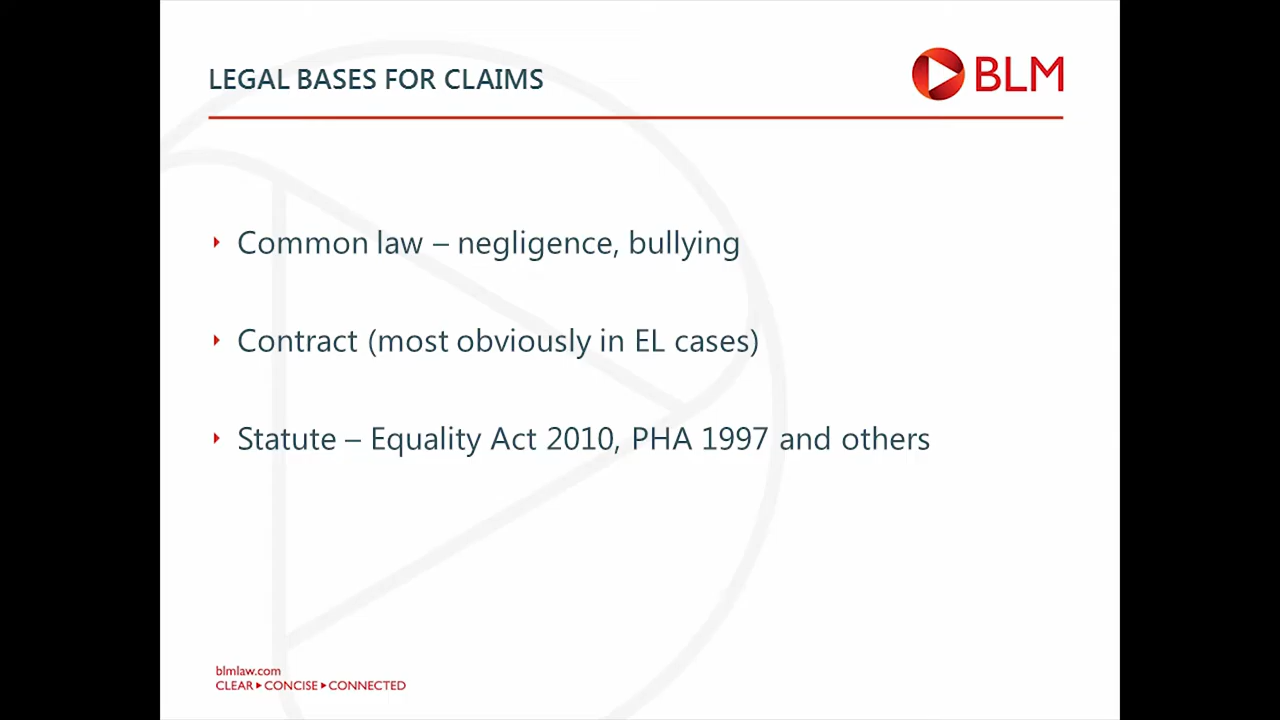 LEGAL BASES FOR CLAIMS
BLM
Common law – negligence, bullying
Contract (most obviously in EL cases)
Statute – Equality Act 2010, PHA 1997 and others
blmlaw.com
CLEAR▸CONCISE▸CONNECTED